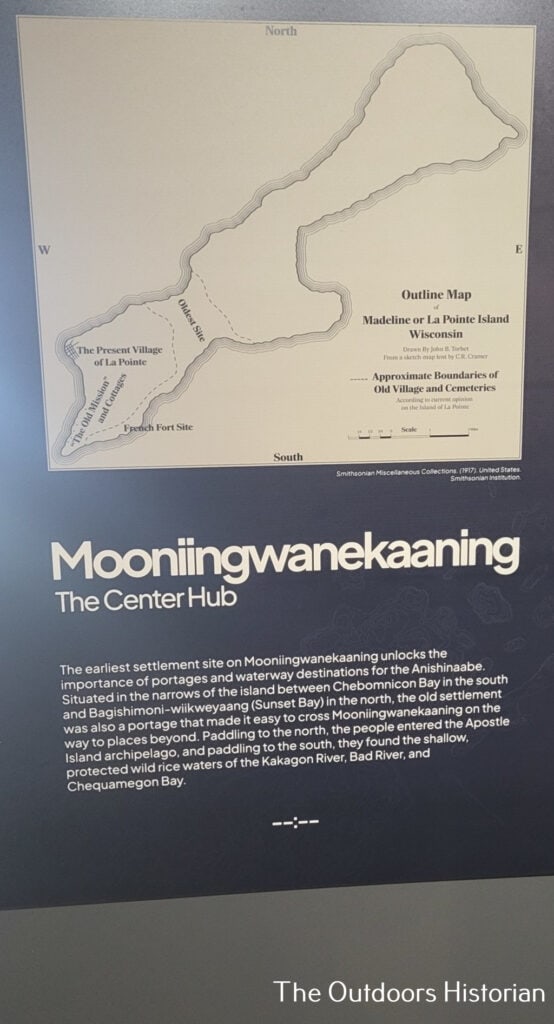 North
W
E
Oldest Site
The Present Village
of La Pointe
"The Old Mission"
and Cottages
French Fort Site
Outline Map
of
Madeline or La Pointe Island
Wisconsin
Drawn By John B. Torbet
From a sketch map lent by C.R. Cramer
Approximate Boundaries of
Old Village and Cemeteries
According to current opinion
on the Island of La Pointe
Scale
South
Smithsonian Miscellaneous Collections. (1917). United States.
Smithsonian Institution.
Mooniingwanekaaning
The Center Hub
The earliest settlement site on Mooniingwanekaaning unlocks the
importance of portages and waterway destinations for the Anishinaabe.
Situated in the narrows of the island between Chebomnicon Bay in the south
and Bagishimoni-wiikweyaang (Sunset Bay) in the north, the old settlement
was also a portage that made it easy to cross Mooniingwanekaaning on the
way to places beyond. Paddling to the north, the people entered the Apostle
Island archipelago, and paddling to the south, they found the shallow,
protected wild rice waters of the Kakagon River, Bad River, and
Chequamegon Bay.
The Outdoors Historian